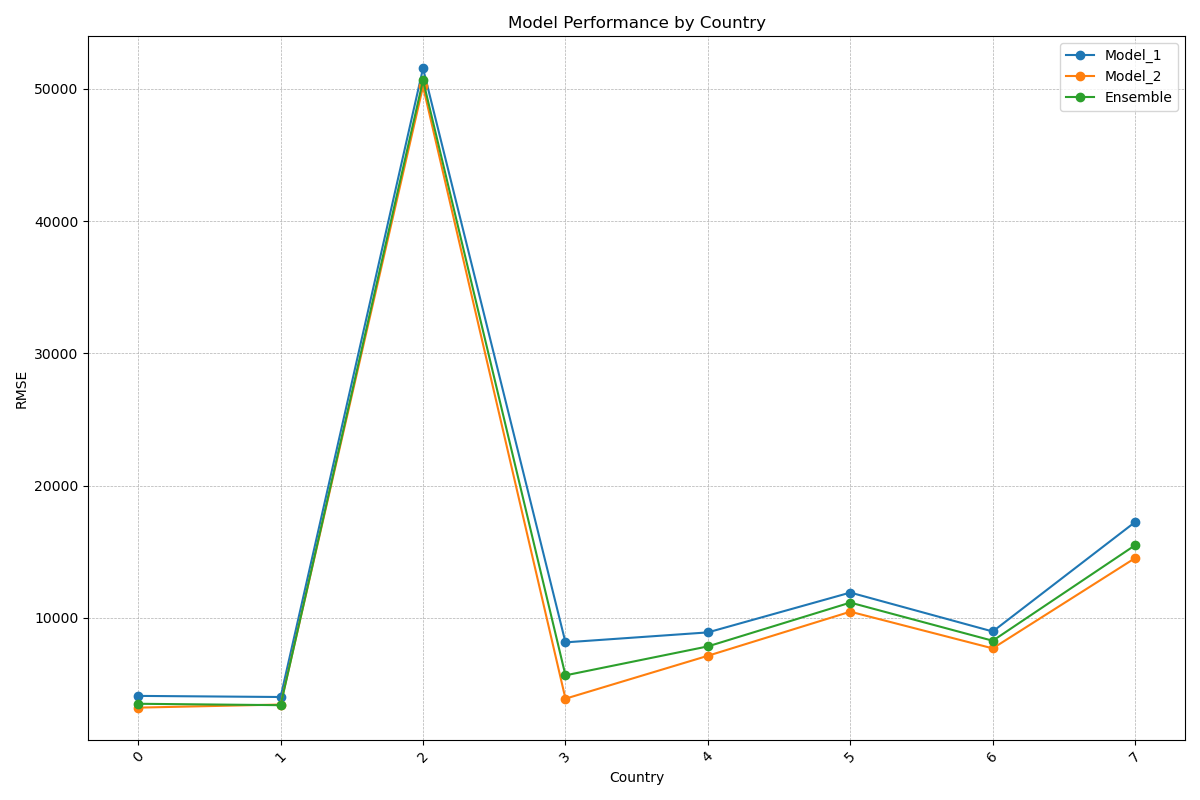 Model Performance by Country
Model_1
Model_2
Ensemble
50000
40000
30000
20000
10000
RMSE
0 1 2 3 4 5 6 7
Country